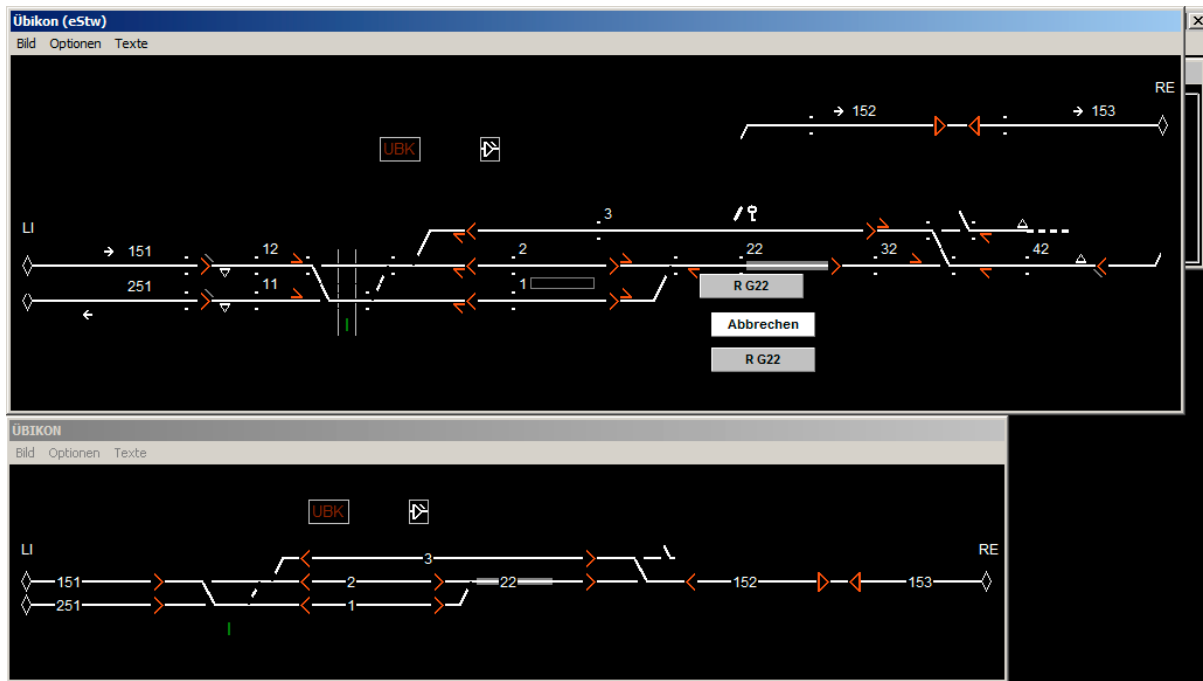 Übikon (eStw)
Bild Optionen Texte
RE
152 153
UBK
3
LI
151 12 2 22 32 42
251 11 1
R G22
Abbrechen
R G22
ÜBIKON
Bild Optionen Texte
UBK
LI RE
3
151 2 22 152 153
251 1